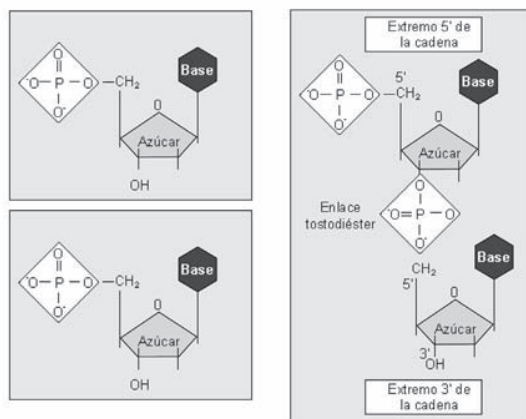 O
-O-P-O-CH2
O-
Base
O
Azúcar
OH
O
-O-P-O-CH2
O-
Base
O
Azúcar
OH
Extremo 5' de
la cadena
O
-O-P-O-CH2
O-
5'
Base
O
Azúcar
O
-O=P-O-
O
Enlace
tostodiéster
CH2
5'
Base
O
Azúcar
3'
OH
Extremo 3' de
la cadena